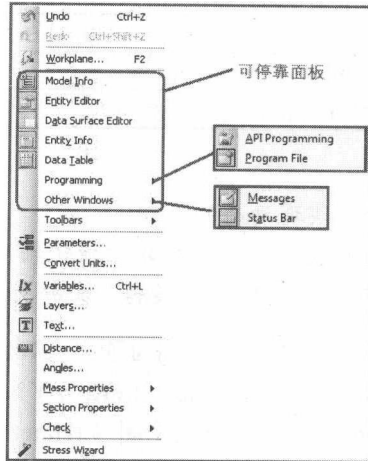 Undo Ctrl+Z
Redo Ctrl+Shift+Z
Workplane... F2
Model Info
Entity Editor
Data Surface Editor
Entity Info
Data Table
Programming
Other Windows
Toolbars
Parameters...
Convert Units...
Variables... Ctrl+L
Layers...
Text...
Distance...
Angles...
Mass Properties
Section Properties
Check
Stress Wizard
可停靠面板
API Programming
Program File
Messages
Status Bar